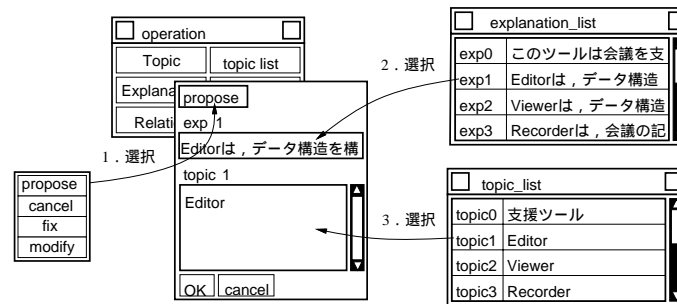 operation
Topic
topic list
Explana
Relati
propose
exp 1
Editorは，データ構造を構
topic 1
Editor
OK
cancel
1．選択
propose
cancel
fix
modify
2．選択
3．選択
explanation_list
exp0 このツールは会議を支
exp1 Editorは，データ構造
exp2 Viewerは，データ構造
exp3 Recorderは，会議の記
topic_list
topic0 支援ツール
topic1 Editor
topic2 Viewer
topic3 Recorder